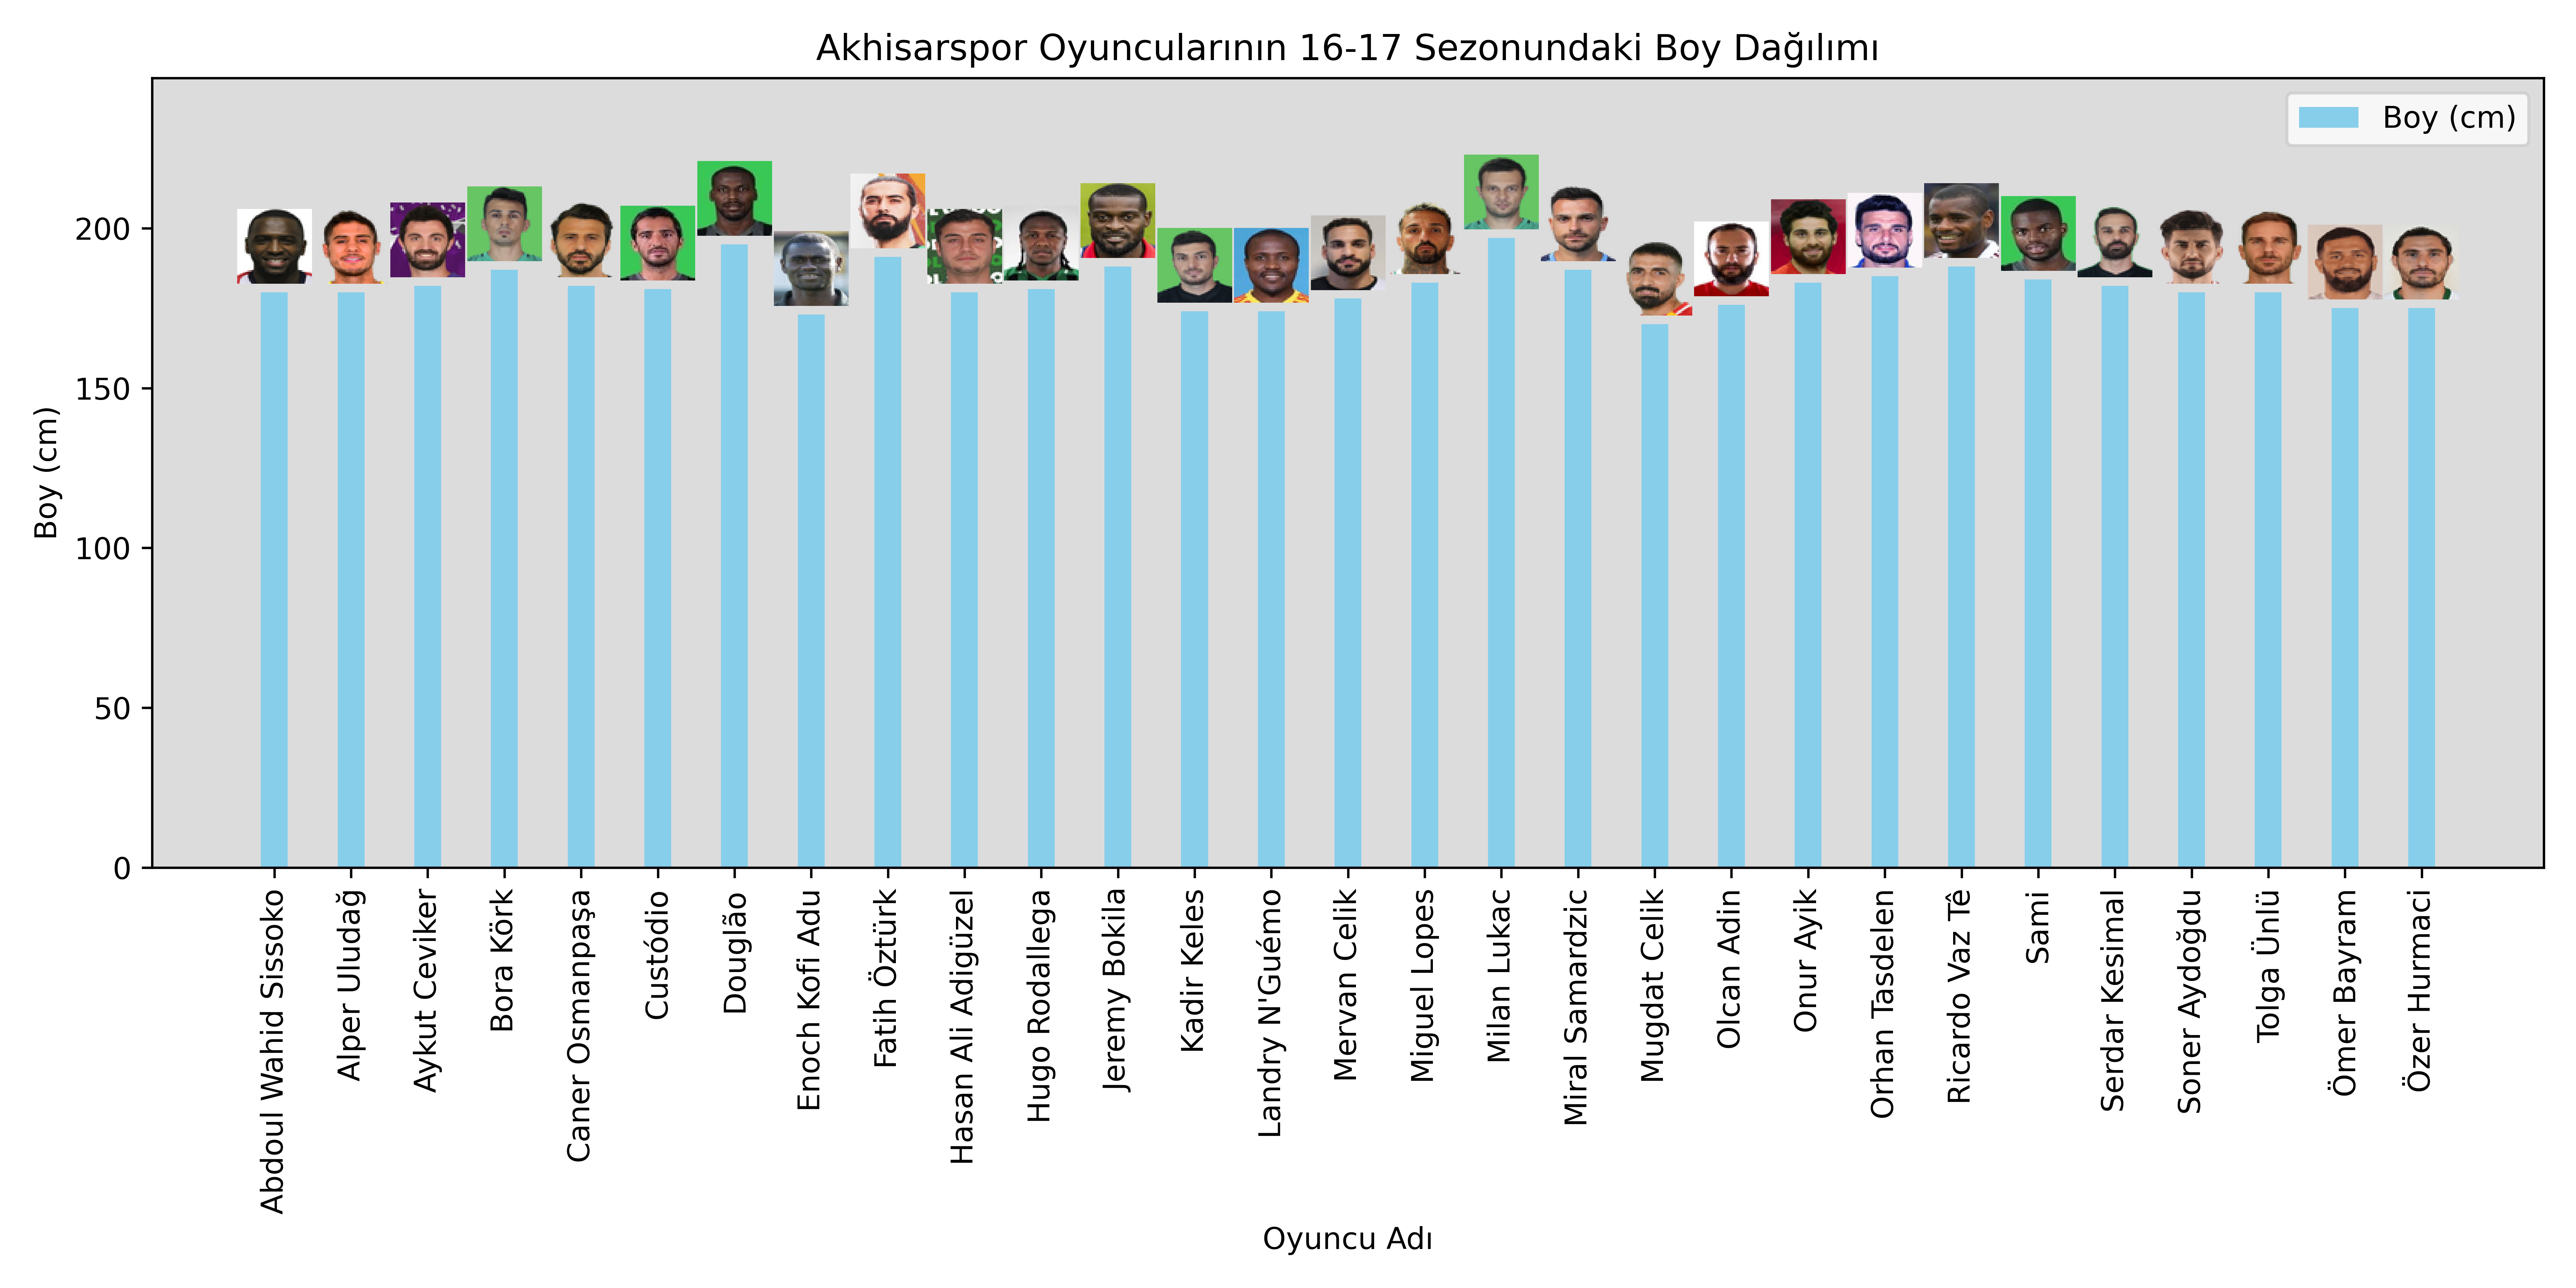 Akhisarspor Oyuncularının 16-17 Sezonundaki Boy Dağılımı
Boy (cm)
Boy (cm)
200
150
100
50
0
Abdoul Wahid Sissoko
Alper Uludağ
Aykut Ceviker
Bora Körk
Caner Osmanpaşa
Custódio
Douglão
Enoch Kofi Adu
Fatih Öztürk
Hasan Ali Adigüzel
Hugo Rodallega
Jeremy Bokila
Kadir Keles
Landry N'Guémo
Mervan Celik
Miguel Lopes
Milan Lukac
Miral Samardzic
Mugdat Celik
Olcan Adin
Onur Ayik
Orhan Tasdelen
Ricardo Vaz Tê
Sami
Serdar Kesimal
Soner Aydoğdu
Tolga Ünlü
Ömer Bayram
Özer Hurmaci
Oyuncu Adı